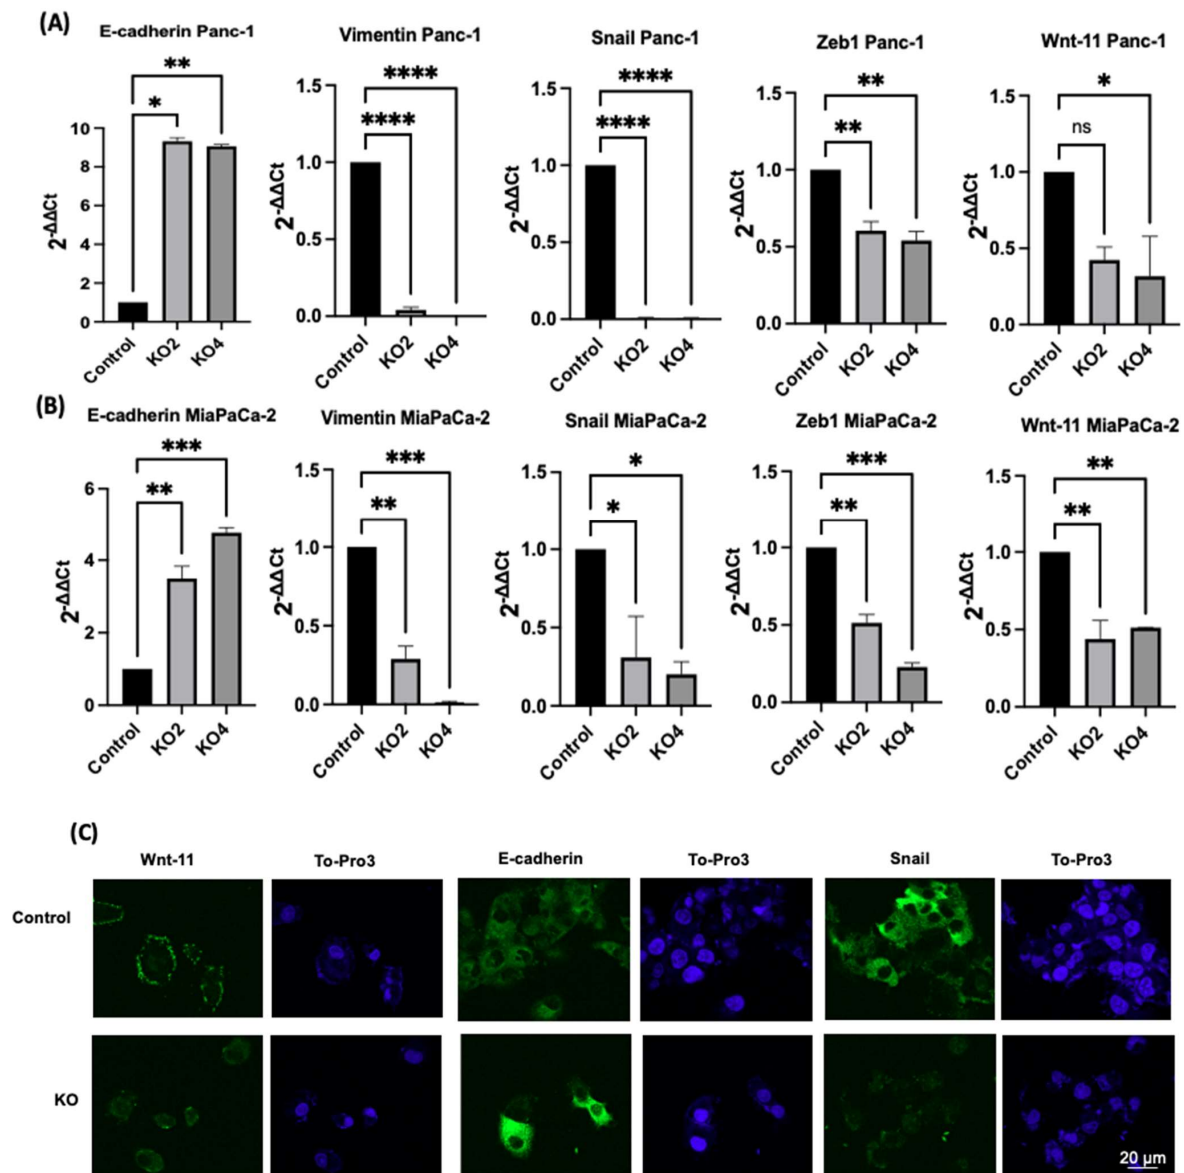 (A)
E-cadherin Panc-1
Vimentin Panc-1
Snail Panc-1
Zeb1 Panc-1
Wnt-11 Panc-1
** * 2^-ΔΔCt 10 8 6 4 2 0 Control KO2 KO4
**** **** 2^-ΔΔCt 1.5 1.0 0.5 0.0 Control KO2 KO4
**** **** 2^-ΔΔCt 1.5 1.0 0.5 0.0 Control KO2 KO4
** ** 2^-ΔΔCt 1.5 1.0 0.5 0.0 Control KO2 KO4
* ns 2^-ΔΔCt 1.5 1.0 0.5 0.0 Control KO2 KO4
(B)
E-cadherin MiaPaCa-2
Vimentin MiaPaCa-2
Snail MiaPaCa-2
Zeb1 MiaPaCa-2
Wnt-11 MiaPaCa-2
*** ** 2^-ΔΔCt 6 4 2 0 Control KO2 KO4
*** ** 2^-ΔΔCt 1.5 1.0 0.5 0.0 Control KO2 KO4
* * 2^-ΔΔCt 1.5 1.0 0.5 0.0 Control KO2 KO4
*** ** 2^-ΔΔCt 1.5 1.0 0.5 0.0 Control KO2 KO4
** ** 2^-ΔΔCt 1.5 1.0 0.5 0.0 Control KO2 KO4
(C)
Wnt-11 To-Pro3 E-cadherin To-Pro3 Snail To-Pro3
Control
KO
20 µm